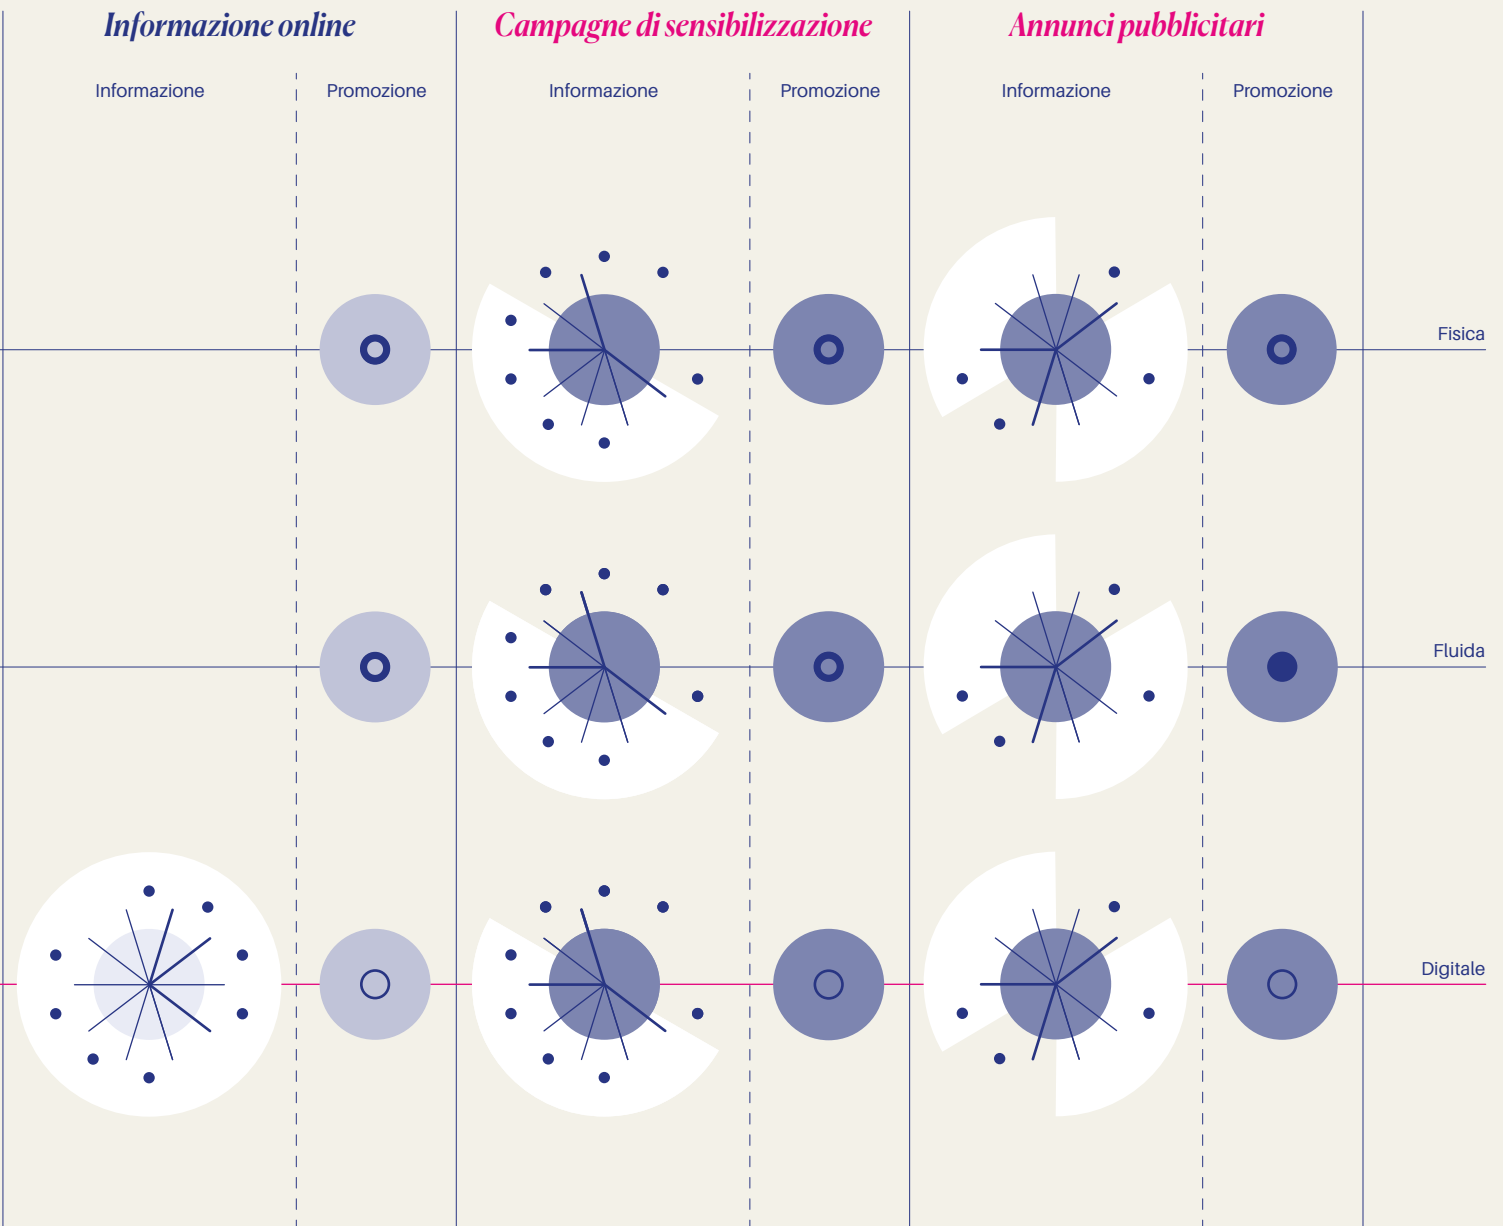 Informazione online
Campagne di sensibilizzazione
Annunci pubblicitari
Informazione
Promozione
Informazione
Promozione
Informazione
Promozione
Fisica
Fluida
Digitale